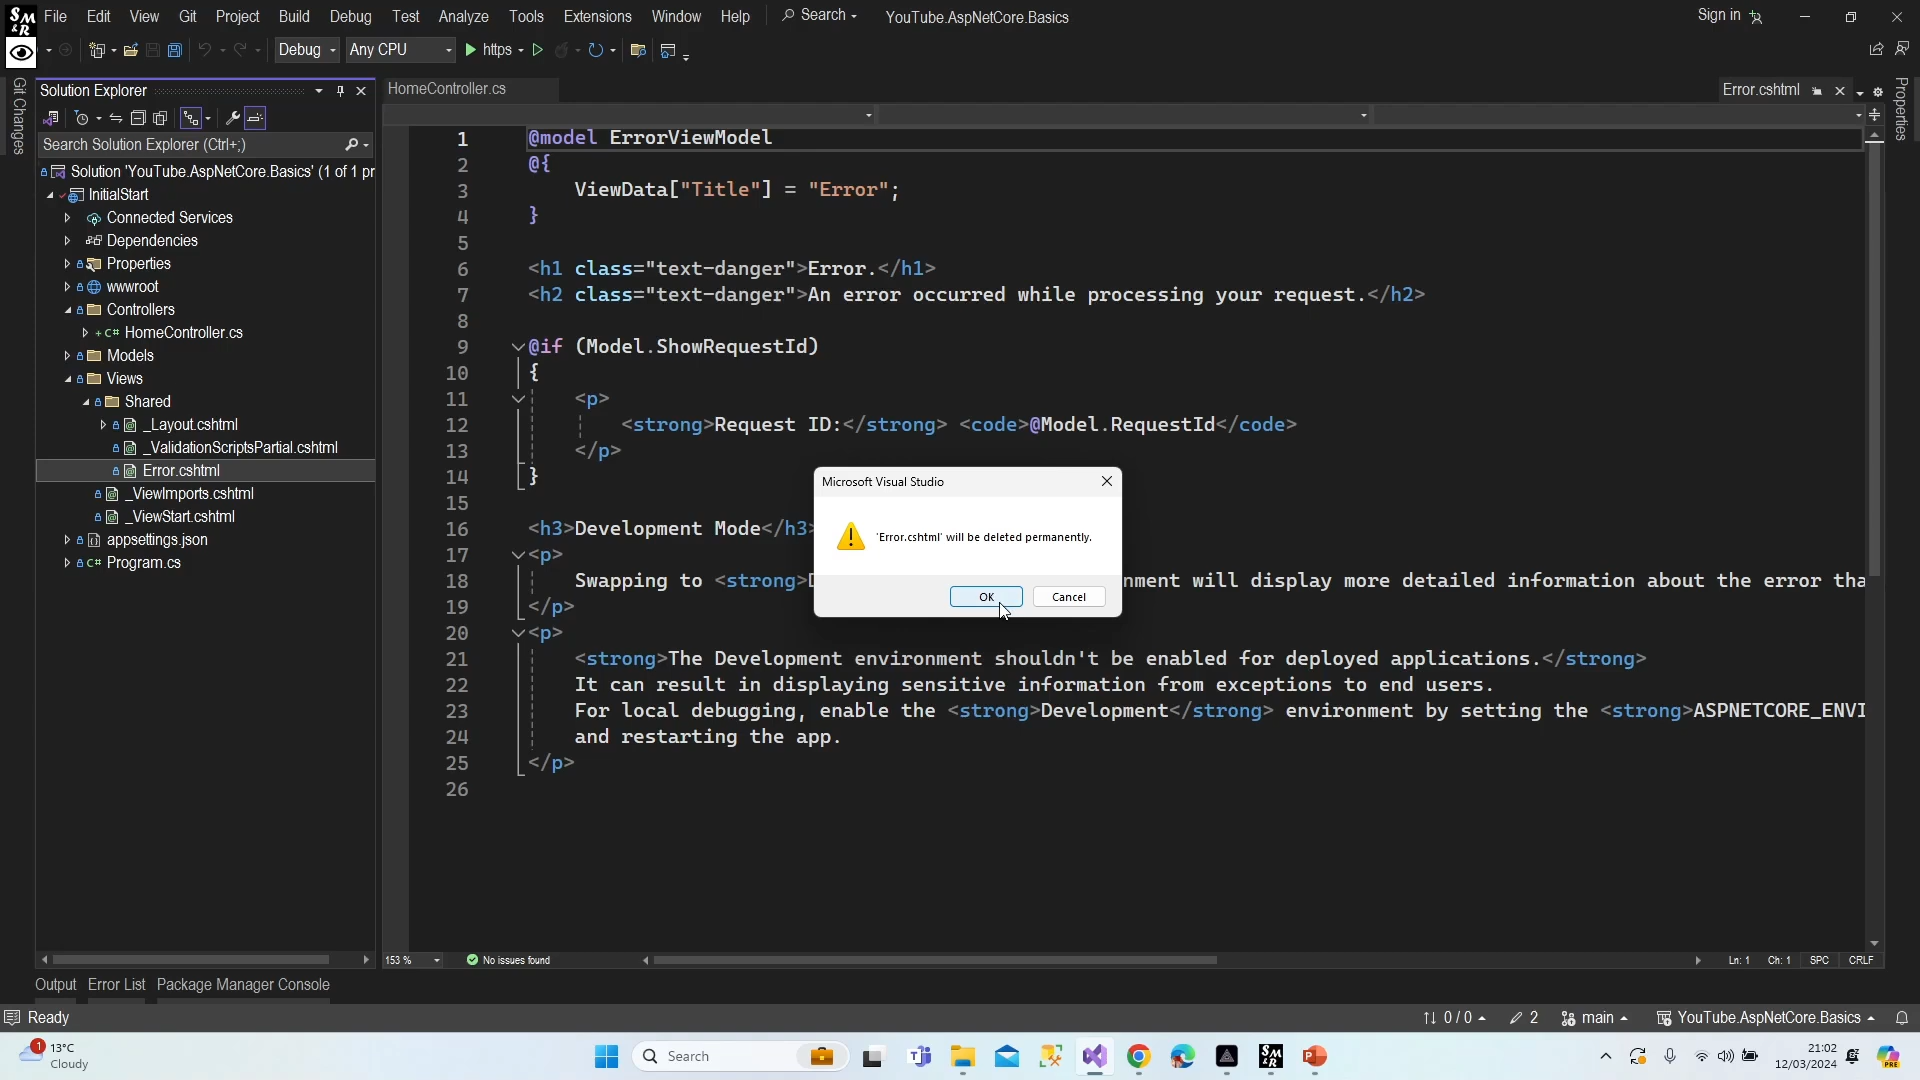 SM&R File Edit View Git Project Build Debug Test Analyze Tools Extensions Window Help Search YouTube.AspNetCore.Basics Sign in
Debug Any CPU https
Git Changes
Solution Explorer
Search Solution Explorer (Ctrl+;)
Solution 'YouTube.AspNetCore.Basics' (1 of 1 pr
InitialStart
Connected Services
Dependencies
Properties
wwwroot
Controllers
HomeController.cs
Models
Views
Shared
_Layout.cshtml
_ValidationScriptsPartial.cshtml
Error.cshtml
_ViewImports.cshtml
_ViewStart.cshtml
appsettings.json
Program.cs
HomeController.cs Error.cshtml
Properties
1 @model ErrorViewModel
2 @{
3 ViewData["Title"] = "Error";
4 }
5
6 <h1 class="text-danger">Error.</h1>
7 <h2 class="text-danger">An error occurred while processing your request.</h2>
8
9 @if (Model.ShowRequestId)
10 {
11 <p>
12 <strong>Request ID:</strong> <code>@Model.RequestId</code>
13 </p>
14 }
15
16 <h3>Development Mode</h3>
17 <p>
18 Swapping to <strong>D nment will display more detailed information about the error tha
19 </p>
20 <p>
21 <strong>The Development environment shouldn't be enabled for deployed applications.</strong>
22 It can result in displaying sensitive information from exceptions to end users.
23 For local debugging, enable the <strong>Development</strong> environment by setting the <strong>ASPNETCORE_ENVI
24 and restarting the app.
25 </p>
26
Microsoft Visual Studio
'Error.cshtml' will be deleted permanently.
OK Cancel
153 % No issues found Ln: 1 Ch: 1 SPC CRLF
Output Error List Package Manager Console
Ready 0 / 0 2 main YouTube.AspNetCore.Basics
1 13°C
Cloudy
Search
SM&R
PRE
21:02
12/03/2024